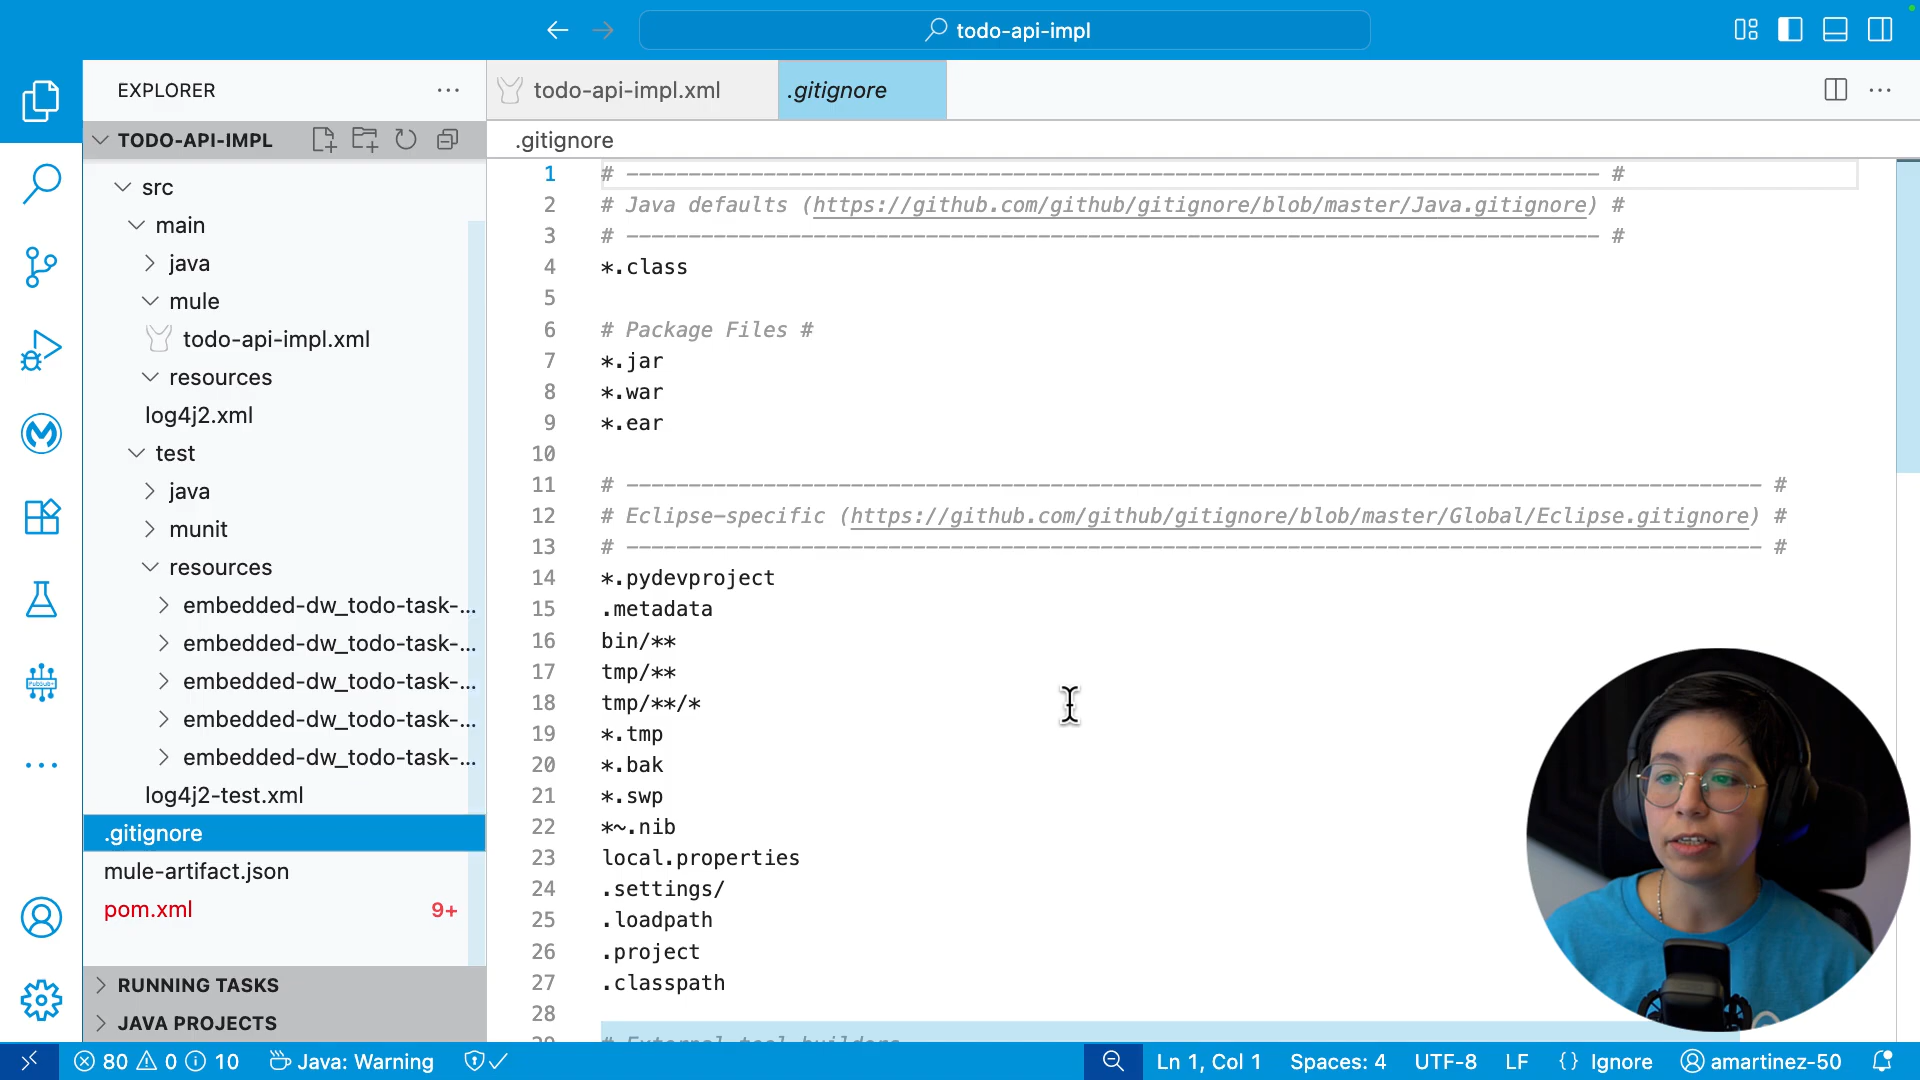 todo-api-impl
EXPLORER
todo-api-impl.xml
.gitignore
TODO-API-IMPL
.gitignore
src
main
java
mule
todo-api-impl.xml
resources
log4j2.xml
test
java
munit
resources
embedded-dw_todo-task-...
embedded-dw_todo-task-...
embedded-dw_todo-task-...
embedded-dw_todo-task-...
embedded-dw_todo-task-...
log4j2-test.xml
.gitignore
mule-artifact.json
pom.xml 9+
RUNNING TASKS
JAVA PROJECTS
1 # ------------------------------------------------------------------------------ #
2 # Java defaults (https://github.com/github/gitignore/blob/master/Java.gitignore) #
3 # ------------------------------------------------------------------------------ #
4 *.class
5
6 # Package Files #
7 *.jar
8 *.war
9 *.ear
10
11 # ------------------------------------------------------------------------------------------- #
12 # Eclipse-specific (https://github.com/github/gitignore/blob/master/Global/Eclipse.gitignore) #
13 # ------------------------------------------------------------------------------------------- #
14 *.pydevproject
15 .metadata
16 bin/**
17 tmp/**
18 tmp/**/*
19 *.tmp
20 *.bak
21 *.swp
22 *~.nib
23 local.properties
24 .settings/
25 .loadpath
26 .project
27 .classpath
28
29 # External tool builders
80 0 10 Java: Warning Ln 1, Col 1 Spaces: 4 UTF-8 LF {} Ignore amartinez-50